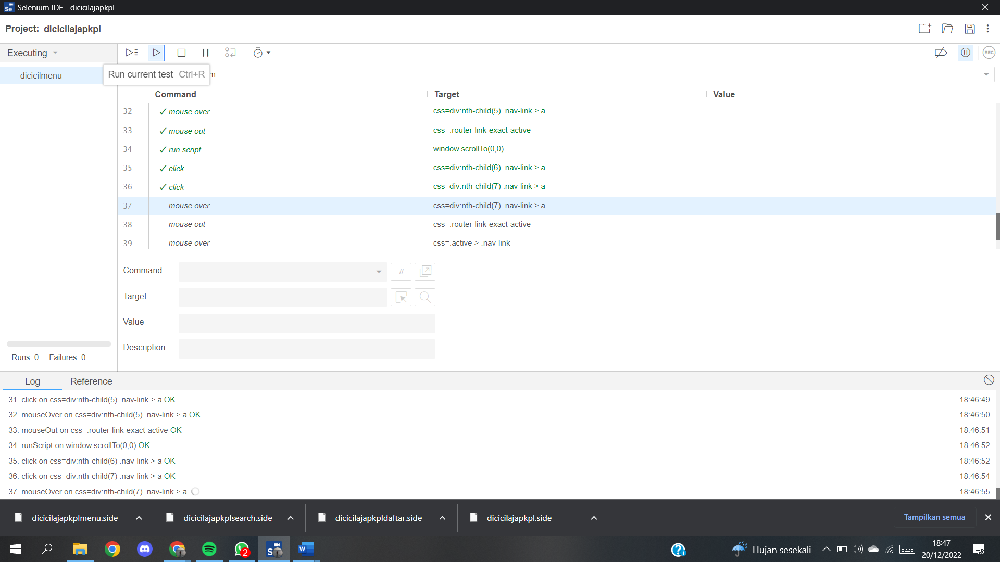 Selenium IDE - dicicilajapkpl
Project: dicicilajapkpl
Executing
REC
dicicilmenu
Run current test Ctrl+R
m
Command Target Value
32 ✓ mouse over css=div:nth-child(5) .nav-link > a
33 ✓ mouse out css=.router-link-exact-active
34 ✓ run script window.scrollTo(0,0)
35 ✓ click css=div:nth-child(6) .nav-link > a
36 ✓ click css=div:nth-child(7) .nav-link > a
37 mouse over css=div:nth-child(7) .nav-link > a
38 mouse out css=.router-link-exact-active
39 mouse over css=.active > .nav-link
Command //
Target
Value
Description
Runs: 0 Failures: 0
Log Reference
31. click on css=div:nth-child(5) .nav-link > a OK 18:46:49
32. mouseOver on css=div:nth-child(5) .nav-link > a OK 18:46:50
33. mouseOut on css=.router-link-exact-active OK 18:46:51
34. runScript on window.scrollTo(0,0) OK 18:46:52
35. click on css=div:nth-child(6) .nav-link > a OK 18:46:52
36. click on css=div:nth-child(7) .nav-link > a OK 18:46:54
37. mouseOver on css=div:nth-child(7) .nav-link > a 18:46:55
dicicilajapkplmenu.side dicicilajapkplsearch.side dicicilajapkpldaftar.side dicicilajapkpl.side Tampilkan semua
2 Hujan sesekali 18:47
20/12/2022